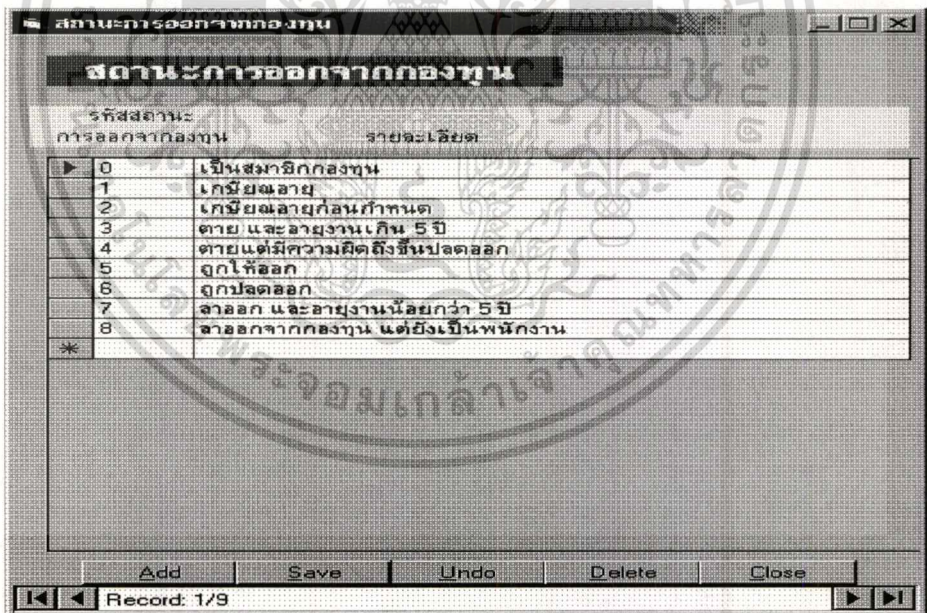 สถานะการออกจากกองทุน
สถานะการออกจากกองทุน
รหัสสถานะ
การออกจากองทุน รายละเอียด
0 เป็นสมาชิกกองทุน
1 เกษียณอายุ
2 เกษียณอายุก่อนกำหนด
3 ตาย และอายุงานเกิน 5 ปี
4 ตายแต่มีความผิดถึงขั้นปลดออก
5 ถูกให้ออก
6 ถูกปลดออก
7 ลาออก และอายุงานน้อยกว่า 5 ปี
8 ลาออกจากกองทุน แต่ยังเป็นพนักงาน
Add Save Undo Delete Close
Record: 1/9